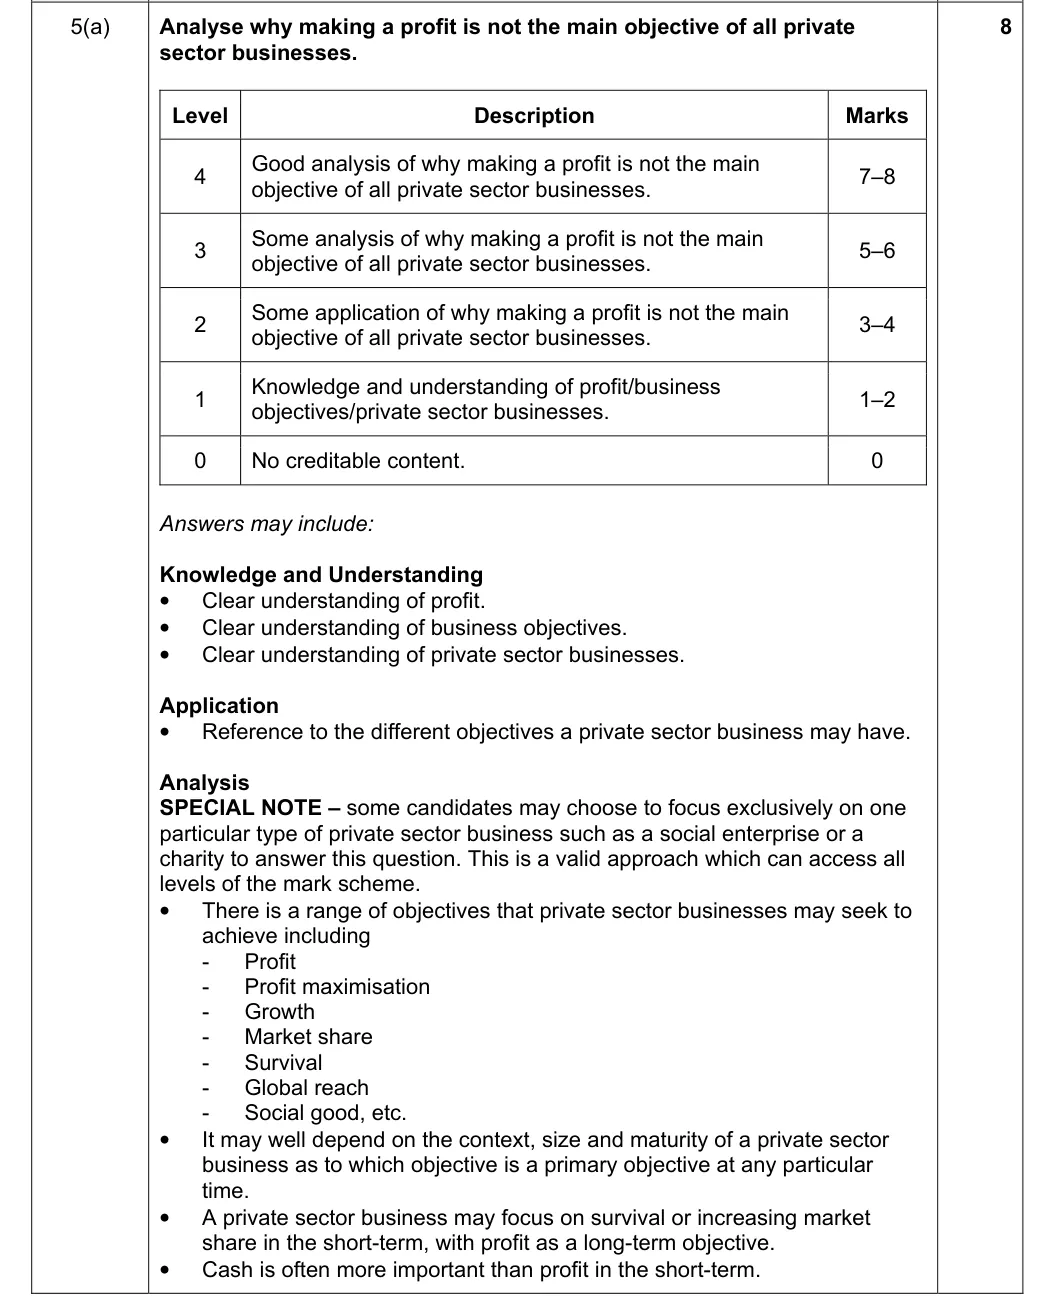 5(a) Analyse why making a profit is not the main objective of all private 8
sector businesses.
Level Description Marks
4 Good analysis of why making a profit is not the main 7–8
objective of all private sector businesses.
3 Some analysis of why making a profit is not the main 5–6
objective of all private sector businesses.
2 Some application of why making a profit is not the main 3–4
objective of all private sector businesses.
1 Knowledge and understanding of profit/business 1–2
objectives/private sector businesses.
0 No creditable content. 0
Answers may include:
Knowledge and Understanding
• Clear understanding of profit.
• Clear understanding of business objectives.
• Clear understanding of private sector businesses.
Application
• Reference to the different objectives a private sector business may have.
Analysis
SPECIAL NOTE – some candidates may choose to focus exclusively on one
particular type of private sector business such as a social enterprise or a
charity to answer this question. This is a valid approach which can access all
levels of the mark scheme.
• There is a range of objectives that private sector businesses may seek to
achieve including
- Profit
- Profit maximisation
- Growth
- Market share
- Survival
- Global reach
- Social good, etc.
• It may well depend on the context, size and maturity of a private sector
business as to which objective is a primary objective at any particular
time.
• A private sector business may focus on survival or increasing market
share in the short-term, with profit as a long-term objective.
• Cash is often more important than profit in the short-term.